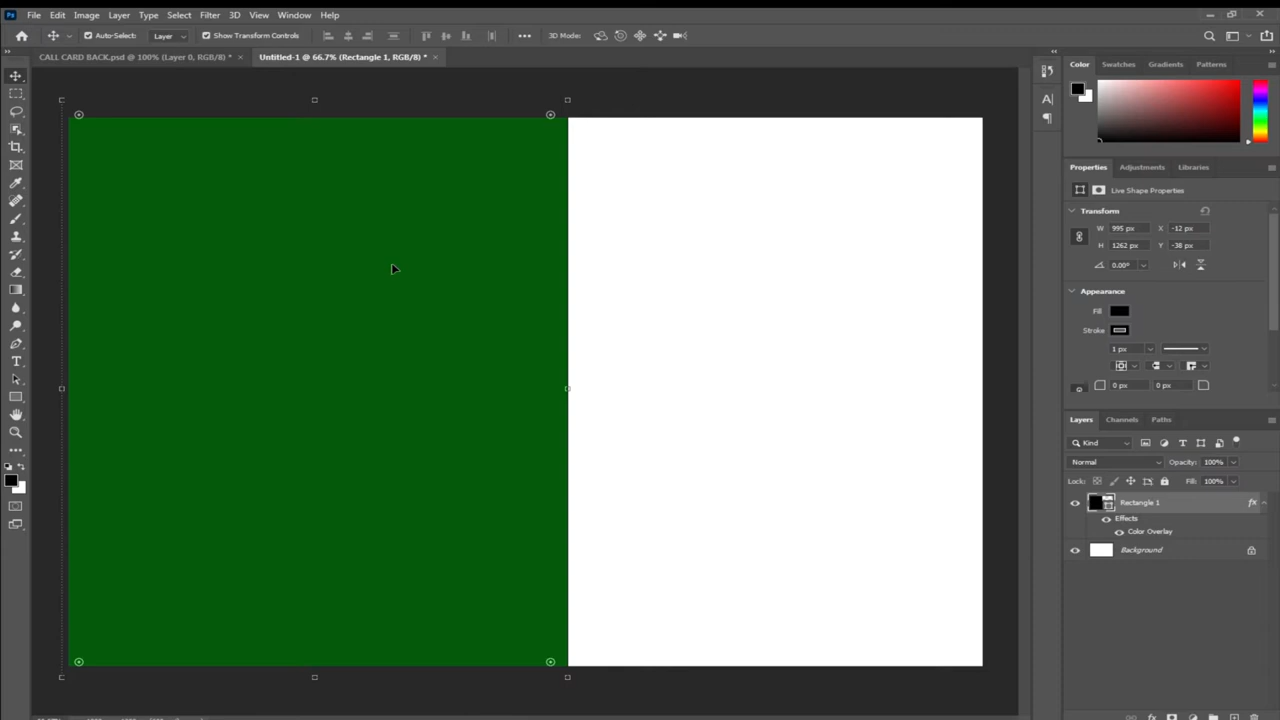 Ps File Edit Image Layer Type Select Filter 3D View Window Help
Auto-Select: Layer Show Transform Controls ••• 3D Mode:
CALL CARD BACK.psd @ 100% (Layer 0, RGB/8) * × Untitled-1 @ 66.7% (Rectangle 1, RGB/8) * ×
Color Swatches Gradients Patterns
Properties Adjustments Libraries
Live Shape Properties
Transform
W 995 px X -12 px
H 1262 px Y -38 px
0.00°
Appearance
Fill
Stroke
1 px
0 px 0 px
Layers Channels Paths
Kind
Normal Opacity: 100%
Lock: Fill: 100%
Rectangle 1 fx
Effects
Color Overlay
Background